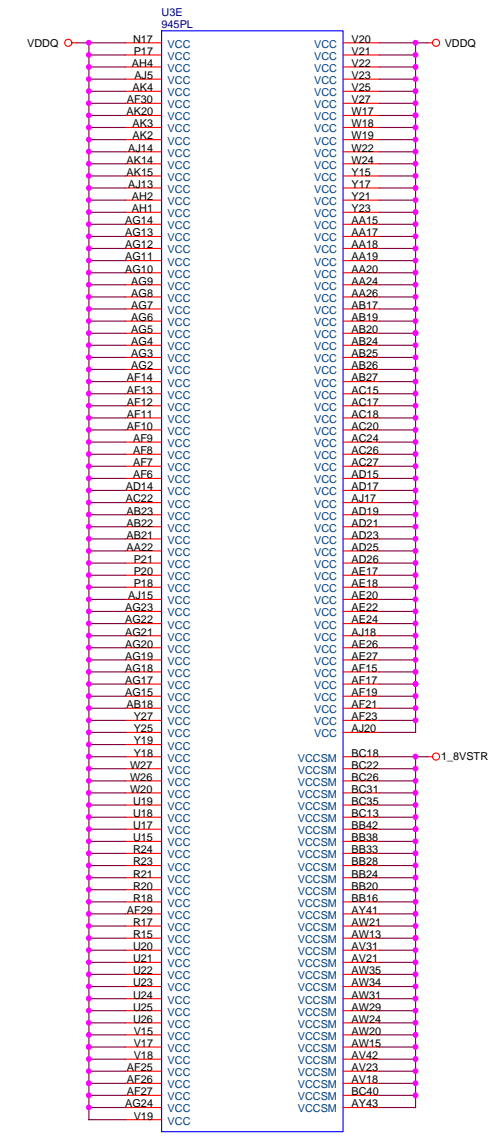 U3E
945PL
VDDQ
N17 VCC
P17 VCC
AH4 VCC
AJ5 VCC
AK4 VCC
AF30 VCC
AK20 VCC
AK3 VCC
AK2 VCC
AJ14 VCC
AK14 VCC
AK15 VCC
AJ13 VCC
AH2 VCC
AH1 VCC
AG14 VCC
AG13 VCC
AG12 VCC
AG11 VCC
AG10 VCC
AG9 VCC
AG8 VCC
AG7 VCC
AG6 VCC
AG5 VCC
AG4 VCC
AG3 VCC
AG2 VCC
AF14 VCC
AF13 VCC
AF12 VCC
AF11 VCC
AF10 VCC
AF9 VCC
AF8 VCC
AF7 VCC
AF6 VCC
AD14 VCC
AC22 VCC
AB23 VCC
AB22 VCC
AB21 VCC
AA22 VCC
P21 VCC
P20 VCC
P18 VCC
AJ15 VCC
AG23 VCC
AG22 VCC
AG21 VCC
AG20 VCC
AG19 VCC
AG18 VCC
AG17 VCC
AG15 VCC
AB18 VCC
Y27 VCC
Y25 VCC
Y19 VCC
Y18 VCC
W27 VCC
W26 VCC
W20 VCC
U19 VCC
U18 VCC
U17 VCC
U15 VCC
R24 VCC
R23 VCC
R21 VCC
R20 VCC
R18 VCC
AF29 VCC
R17 VCC
R15 VCC
U20 VCC
U21 VCC
U22 VCC
U23 VCC
U24 VCC
U25 VCC
U26 VCC
V15 VCC
V17 VCC
V18 VCC
AF25 VCC
AF26 VCC
AF27 VCC
AG24 VCC
V19 VCC
VCC V20
VDDQ
VCC V21
VCC V22
VCC V23
VCC V25
VCC V27
VCC W17
VCC W18
VCC W19
VCC W22
VCC W24
VCC Y15
VCC Y17
VCC Y21
VCC Y23
VCC AA15
VCC AA17
VCC AA18
VCC AA19
VCC AA20
VCC AA24
VCC AA26
VCC AB17
VCC AB19
VCC AB20
VCC AB24
VCC AB25
VCC AB26
VCC AB27
VCC AC15
VCC AC17
VCC AC18
VCC AC20
VCC AC24
VCC AC26
VCC AC27
VCC AD15
VCC AD17
VCC AJ17
VCC AD19
VCC AD21
VCC AD23
VCC AD25
VCC AD26
VCC AE17
VCC AE18
VCC AE20
VCC AE22
VCC AE24
VCC AJ18
VCC AE26
VCC AE27
VCC AF15
VCC AF17
VCC AF19
VCC AF21
VCC AF23
VCC AJ20
VCCSM BC18
1_8VSTR
VCCSM BC22
VCCSM BC26
VCCSM BC31
VCCSM BC35
VCCSM BC13
VCCSM BB42
VCCSM BB38
VCCSM BB33
VCCSM BB28
VCCSM BB24
VCCSM BB20
VCCSM BB16
VCCSM AY41
VCCSM AW21
VCCSM AW13
VCCSM AV31
VCCSM AV21
VCCSM AW35
VCCSM AW34
VCCSM AW31
VCCSM AW29
VCCSM AW24
VCCSM AW20
VCCSM AW15
VCCSM AV42
VCCSM AV23
VCCSM AV18
VCCSM BC40
VCCSM AY43